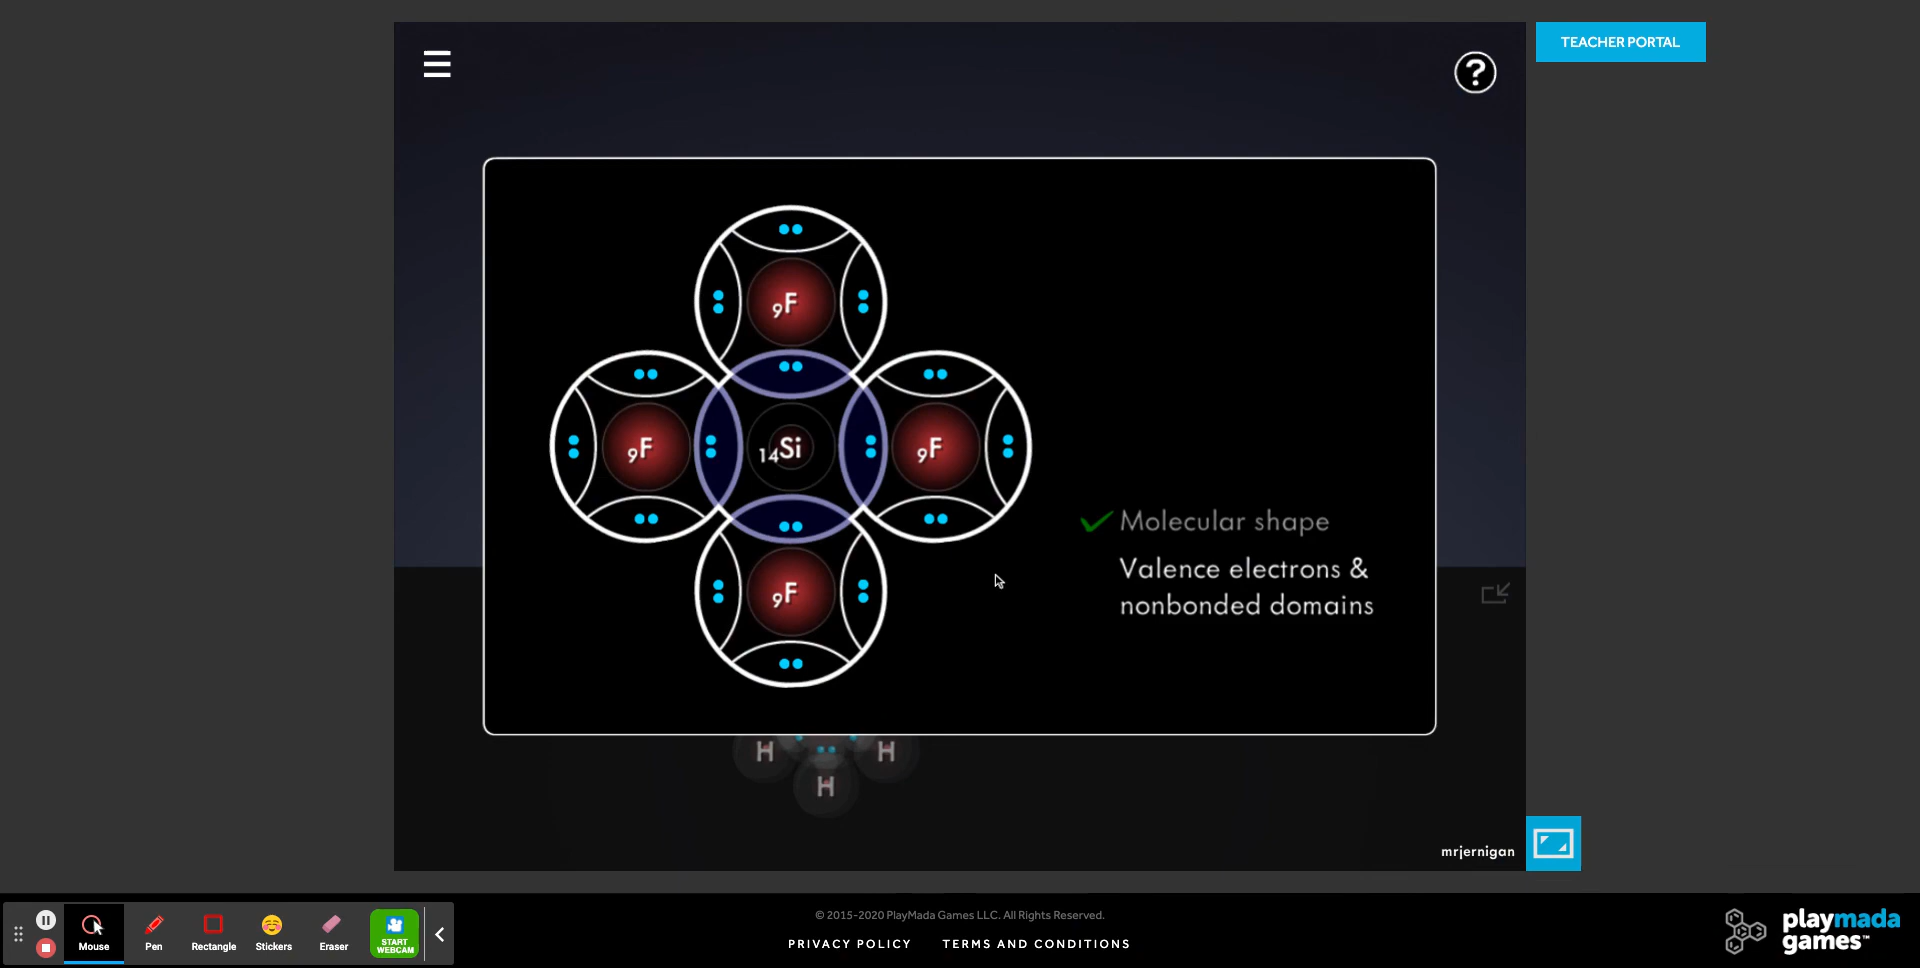 TEACHER PORTAL
?
9F
9F
14Si
9F
9F
Molecular shape
Valence electrons &
nonbonded domains
H
H
H
mrjernigan
Mouse
Pen
Rectangle
Stickers
Eraser
START
WEBCAM
© 2015-2020 PlayMada Games LLC. All Rights Reserved.
PRIVACY POLICY
TERMS AND CONDITIONS
playmada
games™